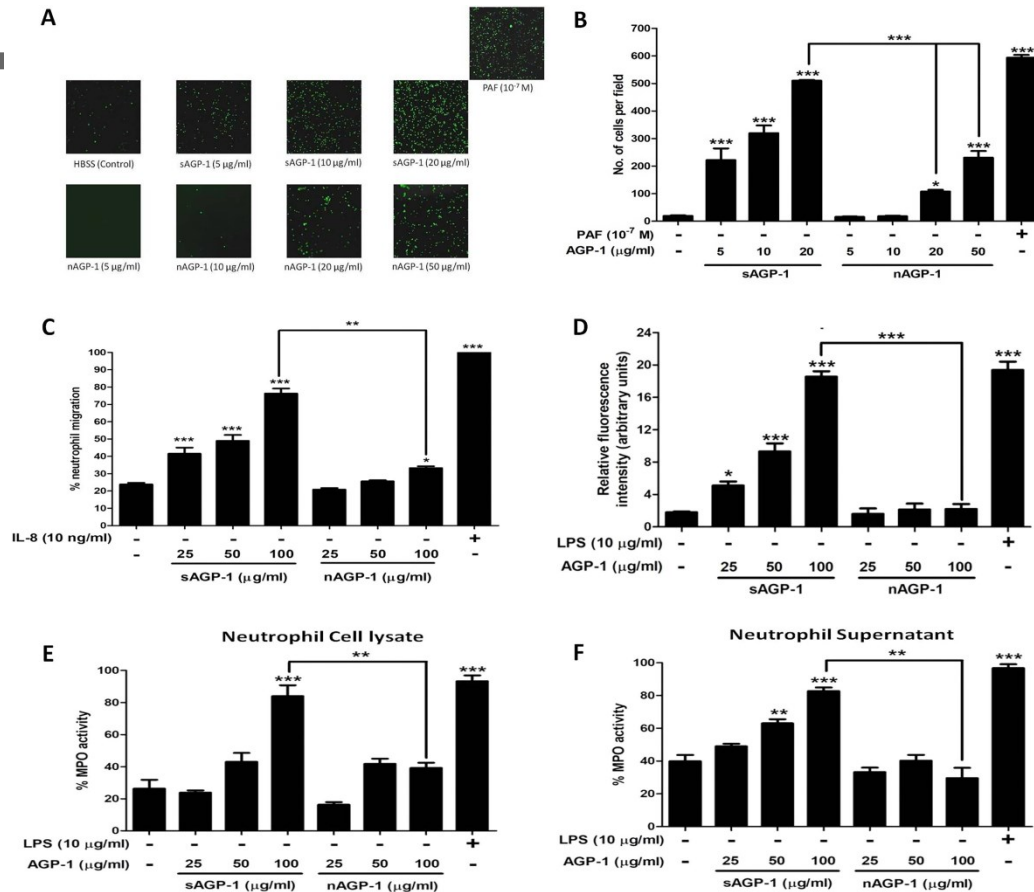 A
PAF (10⁻⁷ M)
HBSS (Control) sAGP-1 (5 µg/ml) sAGP-1 (10 µg/ml) sAGP-1 (20 µg/ml)
nAGP-1 (5 µg/ml) nAGP-1 (10 µg/ml) nAGP-1 (20 µg/ml) nAGP-1 (50 µg/ml)
B
No. of cells per field
600
500
400
300
200
100
0
*** *** *** *** * *** ***
PAF (10⁻⁷ M) - - - - - - - - +
AGP-1 (µg/ml) - 5 10 20 5 10 20 50 -
sAGP-1 nAGP-1
C
% neutrophil migration
100
90
80
70
60
50
40
30
20
10
0
*** *** *** ** * ***
IL-8 (10 ng/ml) - - - - - - - +
- 25 50 100 25 50 100 -
sAGP-1 (µg/ml) nAGP-1 (µg/ml)
D
Relative fluorescence
intensity (arbitrary units)
24
20
16
12
8
4
0
* *** *** *** ***
LPS (10 µg/ml) - - - - - - - +
AGP-1 (µg/ml) - 25 50 100 25 50 100 -
sAGP-1 nAGP-1
Neutrophil Cell lysate
E
% MPO activity
100
80
60
40
20
0
*** ** ***
LPS (10 µg/ml) - - - - - - - +
AGP-1 (µg/ml) - 25 50 100 25 50 100 -
sAGP-1 nAGP-1
Neutrophil Supernatant
F
% MPO activity
100
80
60
40
20
0
** *** ** ***
LPS (10 µg/ml) - - - - - - - +
AGP-1 (µg/ml) - 25 50 100 25 50 100 -
sAGP-1 nAGP-1